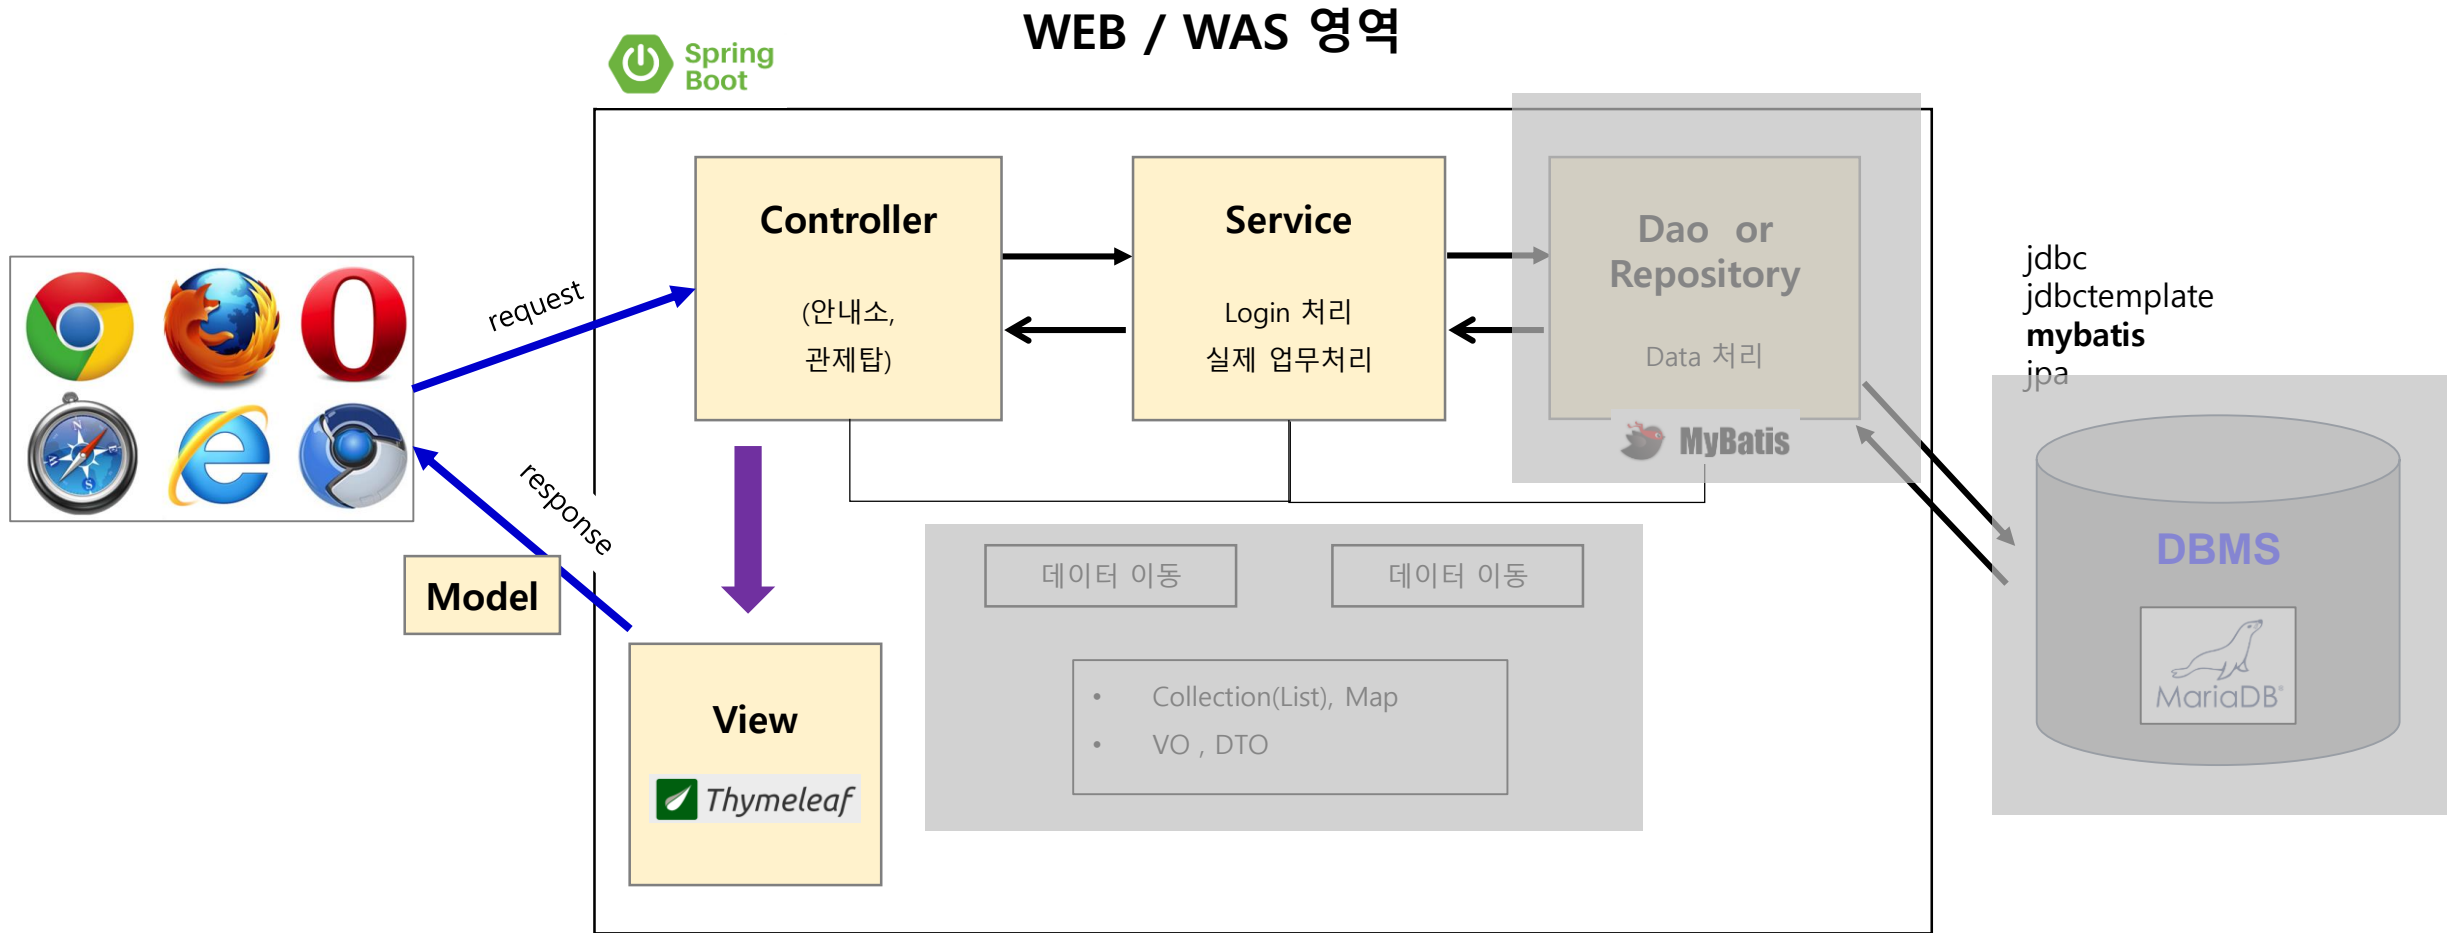 WEB / WAS 영역
Spring
Boot
Controller
(안내소,
관제탑)
Service
Login 처리
실제 업무처리
Dao or
Repository
Data 처리
MyBatis
jdbc
jdbctemplate
mybatis
jpa
request
response
Model
View
Thymeleaf
데이터 이동
데이터 이동
• Collection(List), Map
• VO , DTO
DBMS
MariaDB®
N
E
S
W